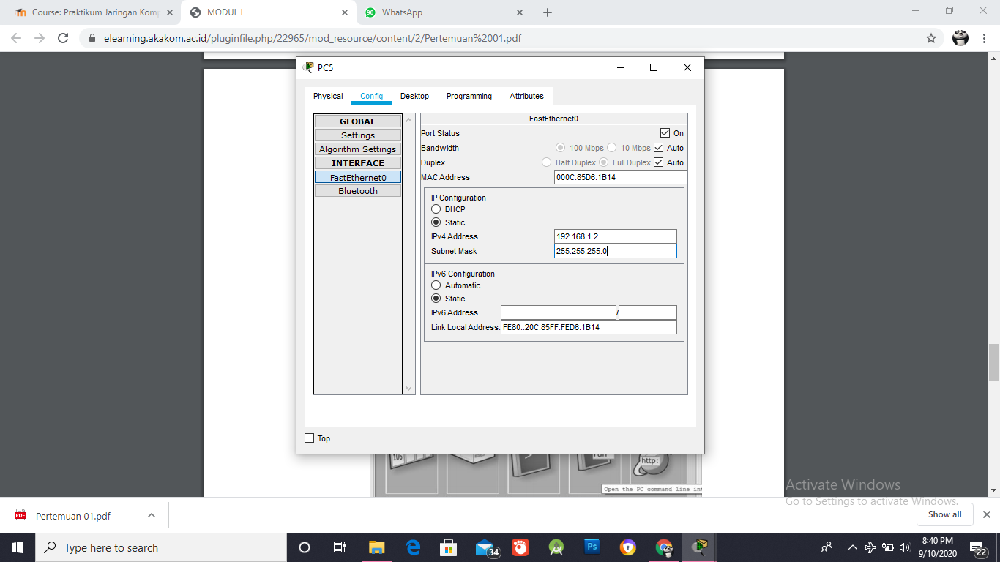 Course: Praktikum Jaringan Kom
MODUL I
90 WhatsApp
elearning.akakom.ac.id/pluginfile.php/22965/mod_resource/content/2/Pertemuan%2001.pdf
PC5
Physical Config Desktop Programming Attributes
GLOBAL
Settings
Algorithm Settings
INTERFACE
FastEthernet0
Bluetooth
FastEthernet0
Port Status On
Bandwidth 100 Mbps 10 Mbps Auto
Duplex Half Duplex Full Duplex Auto
MAC Address 000C.85D6.1B14
IP Configuration
DHCP
Static
IPv4 Address 192.168.1.2
Subnet Mask 255.255.255.0
IPv6 Configuration
Automatic
Static
IPv6 Address /
Link Local Address: FE80::20C:85FF:FED6:1B14
Top
106
http:
Open the PC command line
Activate Windows
Go to Settings to activate Windows.
PDF Pertemuan 01.pdf
Show all
Type here to search
34
Ps
8:40 PM
9/10/2020
22